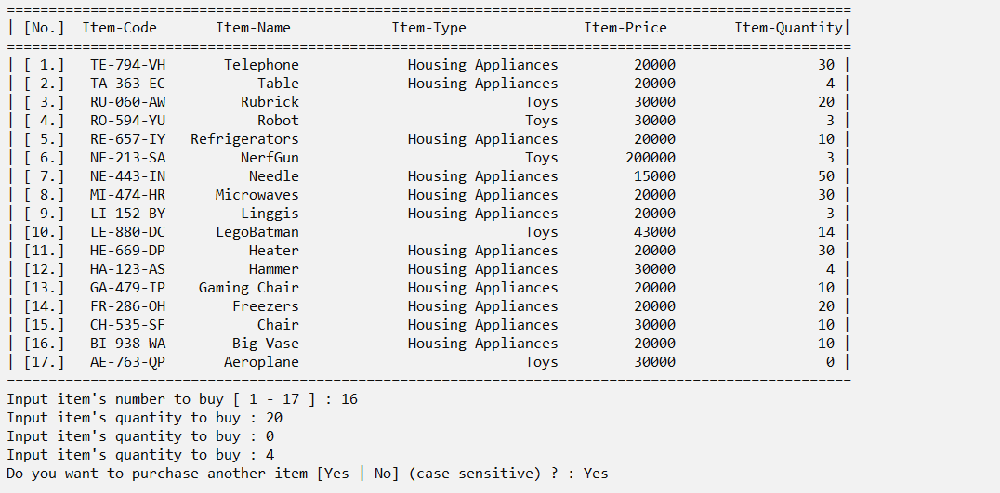 =====================================================================================================
| [No.]  Item-Code       Item-Name            Item-Type              Item-Price        Item-Quantity|
=====================================================================================================
| [ 1.]   TE-794-VH       Telephone             Housing Appliances         20000                 30 |
| [ 2.]   TA-363-EC           Table             Housing Appliances         20000                  4 |
| [ 3.]   RU-060-AW         Rubrick                           Toys         30000                 20 |
| [ 4.]   RO-594-YU           Robot                           Toys         30000                  3 |
| [ 5.]   RE-657-IY   Refrigerators             Housing Appliances         20000                 10 |
| [ 6.]   NE-213-SA         NerfGun                           Toys        200000                  3 |
| [ 7.]   NE-443-IN          Needle             Housing Appliances         15000                 50 |
| [ 8.]   MI-474-HR      Microwaves             Housing Appliances         20000                 30 |
| [ 9.]   LI-152-BY         Linggis             Housing Appliances         20000                  3 |
| [10.]   LE-880-DC      LegoBatman                           Toys         43000                 14 |
| [11.]   HE-669-DP          Heater             Housing Appliances         20000                 30 |
| [12.]   HA-123-AS          Hammer             Housing Appliances         30000                  4 |
| [13.]   GA-479-IP    Gaming Chair             Housing Appliances         20000                 10 |
| [14.]   FR-286-OH        Freezers             Housing Appliances         20000                 20 |
| [15.]   CH-535-SF           Chair             Housing Appliances         30000                 10 |
| [16.]   BI-938-WA        Big Vase             Housing Appliances         20000                 10 |
| [17.]   AE-763-QP       Aeroplane                           Toys         30000                  0 |
=====================================================================================================
Input item's number to buy [ 1 - 17 ] : 16
Input item's quantity to buy : 20
Input item's quantity to buy : 0
Input item's quantity to buy : 4
Do you want to purchase another item [Yes | No] (case sensitive) ? : Yes